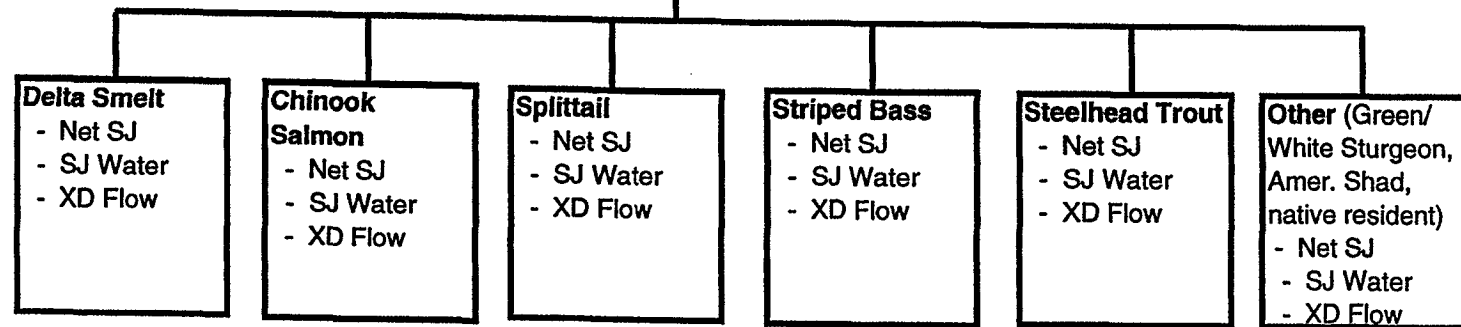 Delta Smelt
- Net SJ
- SJ Water
- XD Flow
Chinook
Salmon
- Net SJ
- SJ Water
- XD Flow
Splittail
- Net SJ
- SJ Water
- XD Flow
Striped Bass
- Net SJ
- SJ Water
- XD Flow
Steelhead Trout
- Net SJ
- SJ Water
- XD Flow
Other (Green/
White Sturgeon,
Amer. Shad,
native resident)
- Net SJ
- SJ Water
- XD Flow